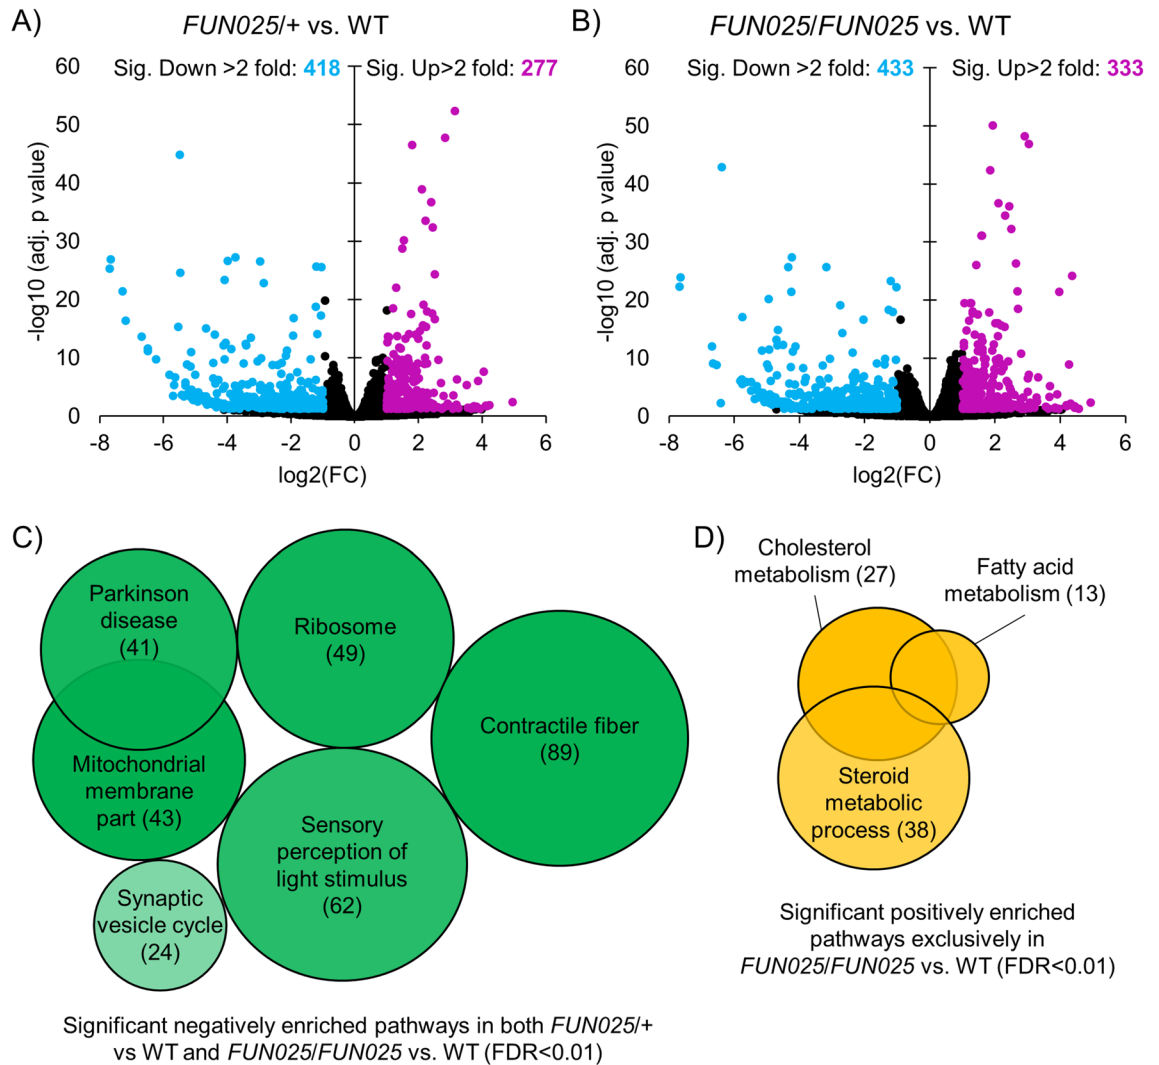 A)
FUN025/+ vs. WT
Sig. Down >2 fold: 418
Sig. Up>2 fold: 277
-log10 (adj. p value)
60
50
40
30
20
10
0
-8
-6
-4
-2
0
2
4
6
log2(FC)
B)
FUN025/FUN025 vs. WT
Sig. Down >2 fold: 433
Sig. Up>2 fold: 333
-log10 (adj. p value)
60
50
40
30
20
10
0
-8
-6
-4
-2
0
2
4
6
log2(FC)
C)
Parkinson
disease
(41)
Ribosome
(49)
Contractile fiber
(89)
Mitochondrial
membrane
part (43)
Sensory
perception of
light stimulus
(62)
Synaptic
vesicle cycle
(24)
Significant negatively enriched pathways in both FUN025/+
vs WT and FUN025/FUN025 vs. WT (FDR<0.01)
D)
Cholesterol
metabolism (27)
Fatty acid
metabolism (13)
Steroid
metabolic
process (38)
Significant positively enriched
pathways exclusively in
FUN025/FUN025 vs. WT (FDR<0.01)